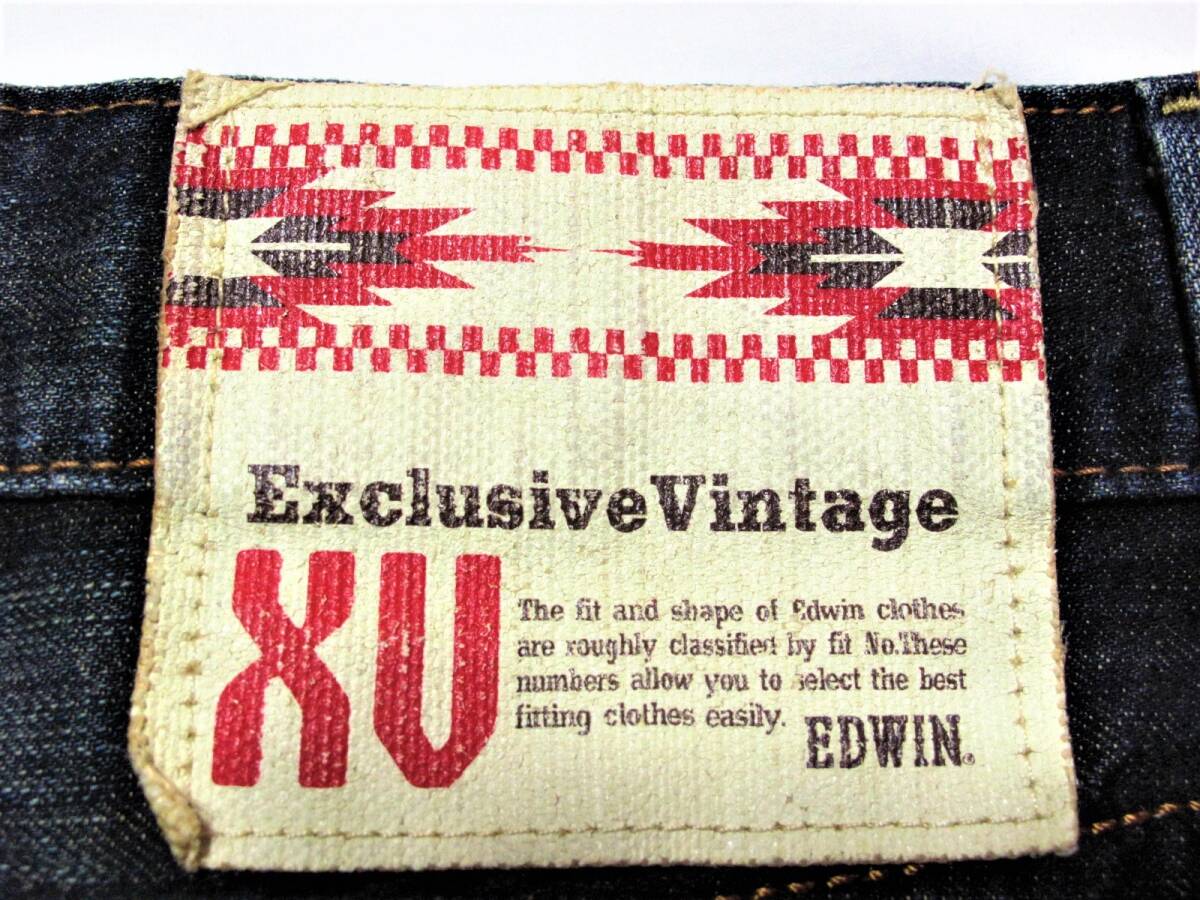 ExclusiveVintage
XV
The fit and shape of Edwin clothes
are roughly classified by fit No.These
numbers allow you to select the best
fitting clothes easily.
EDWIN®